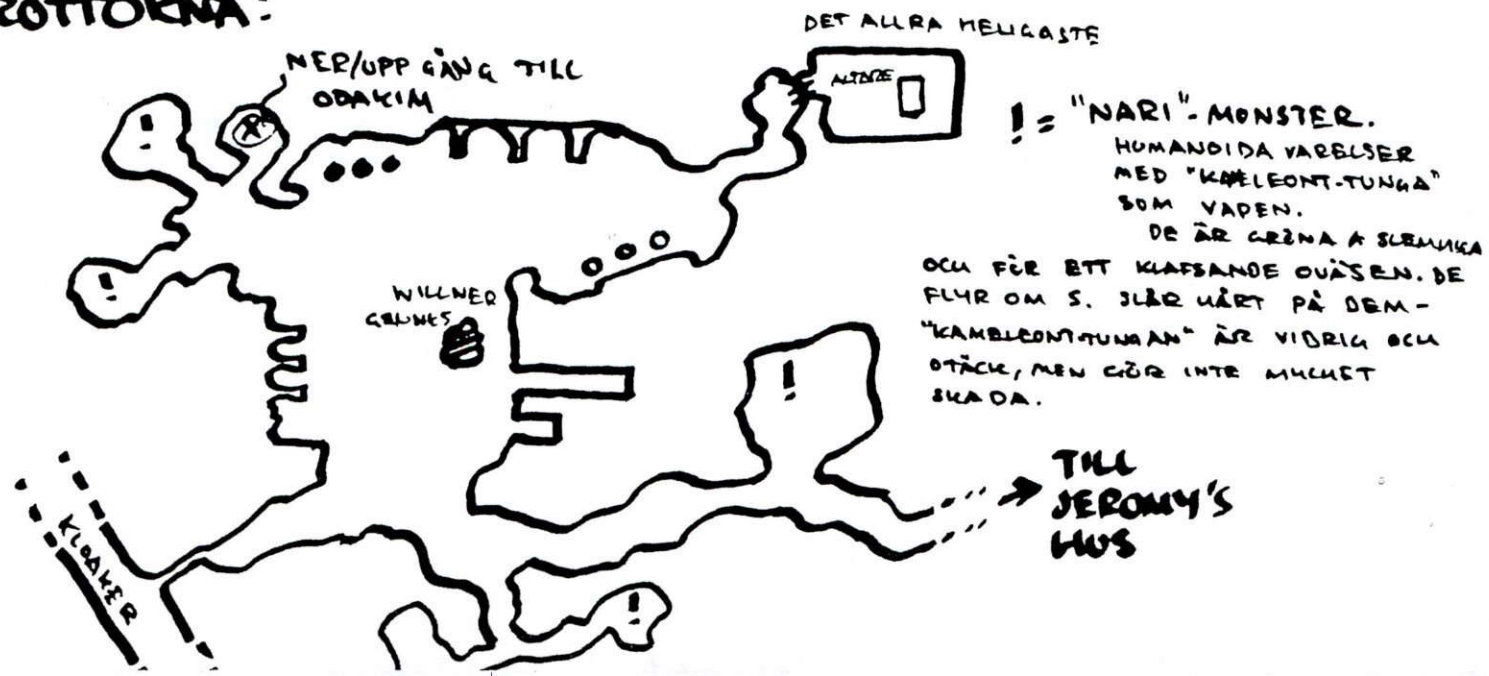 ROTTORNA:
NER/UPP GÅNG TILL
ODAKIM
DET ALLRA HELIGASTE
ALTARE
! = "NARI"-MONSTER.
HUMANOIDA VARELSER
MED "KAMELEONT-TUNGA"
SOM VAPEN.
DE ÄR GRÖNA & SLEMMIGA
OCH FÖR ETT KLAFSANDE OVÄSEN. DE
FLYR OM S. SLÅR HÅRT PÅ DEM -
"KAMELEONT-TUNGAN" ÄR VIDRIG OCH
OTÄCK, MEN GÖR INTE MYCKET
SKADA.
!
!
WILLNER
!
TILL
JEROMY'S
HUS
KLOAKER
!